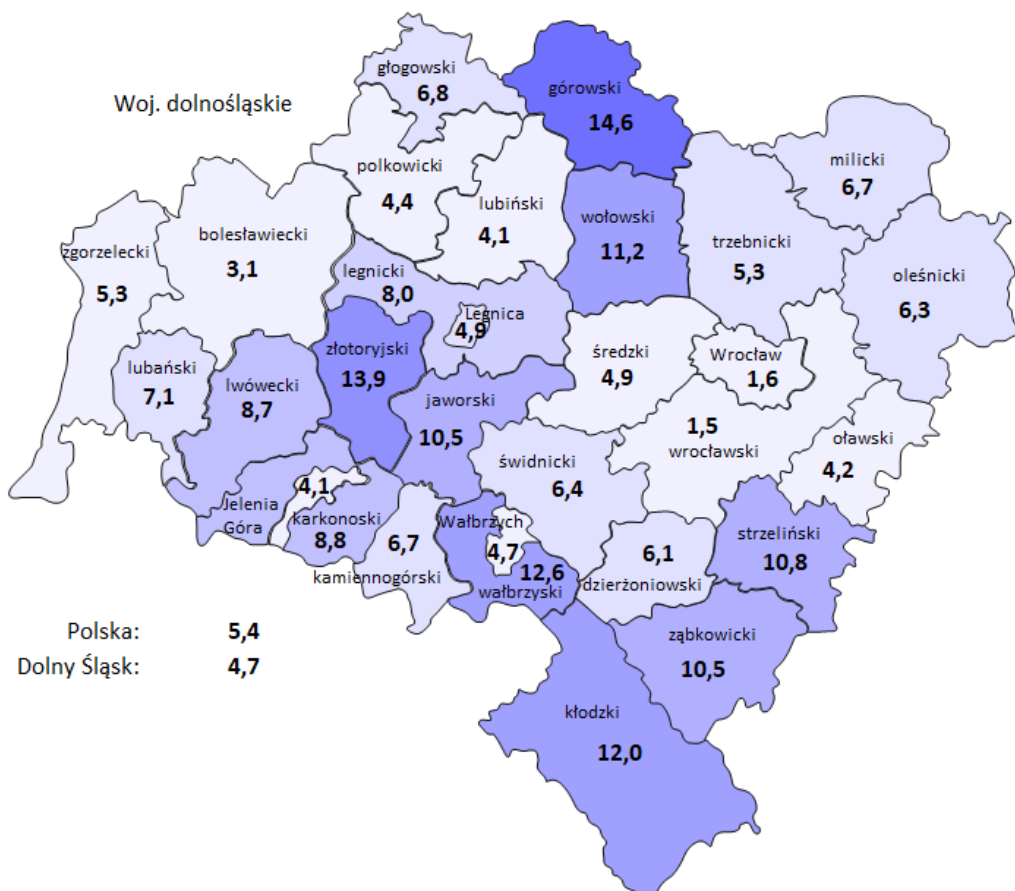 głogowski
6,8
Woj. dolnośląskie
górowski
14,6
polkowicki
4,4
lubiński
4,1
wołowski
11,2
milicki
6,7
trzebnicki
5,3
oleśnicki
6,3
zgorzelecki
5,3
bolesławiecki
3,1
legnicki
8,0
Legnica
4,9
złotoryjski
13,9
lubański
7,1
lwówecki
8,7
jaworski
10,5
średzki
4,9
Wrocław
1,6
1,5
wrocławski
oławski
4,2
świdnicki
6,4
Jelenia
Góra
4,1
karkonoski
8,8
6,7
kamiennogórski
Wałbrzych
4,7
12,6
wałbrzyski
6,1
dzierżoniowski
strzeliński
10,8
ząbkowicki
10,5
kłodzki
12,0
Polska: 5,4
Dolny Śląsk: 4,7